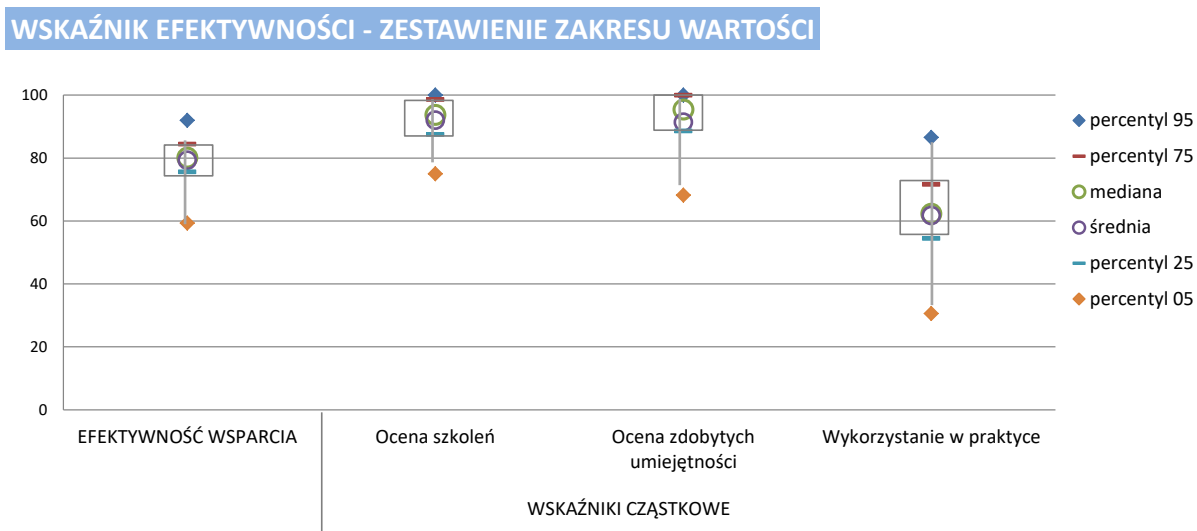 WSKAŹNIK EFEKTYWNOŚCI - ZESTAWIENIE ZAKRESU WARTOŚCI
100
80
60
40
20
0
percentyl 95
percentyl 75
mediana
średnia
percentyl 25
percentyl 05
EFEKTYWNOŚĆ WSPARCIA
Ocena szkoleń
Ocena zdobytych
umiejętności
Wykorzystanie w praktyce
WSKAŹNIKI CZĄSTKOWE